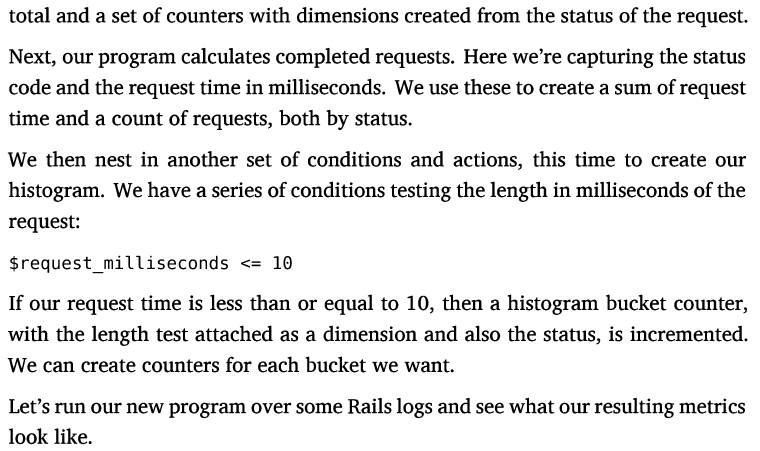 total and a set of counters with dimensions created from the status of the request.
Next, our program calculates completed requests. Here we’re capturing the status
code and the request time in milliseconds. We use these to create a sum of request
time and a count of requests, both by status.
We then nest in another set of conditions and actions, this time to create our
histogram. We have a series of conditions testing the length in milliseconds of the
request:
$request_milliseconds <= 10
If our request time is less than or equal to 10, then a histogram bucket counter,
with the length test attached as a dimension and also the status, is incremented.
We can create counters for each bucket we want.
Let’s run our new program over some Rails logs and see what our resulting metrics
look like.